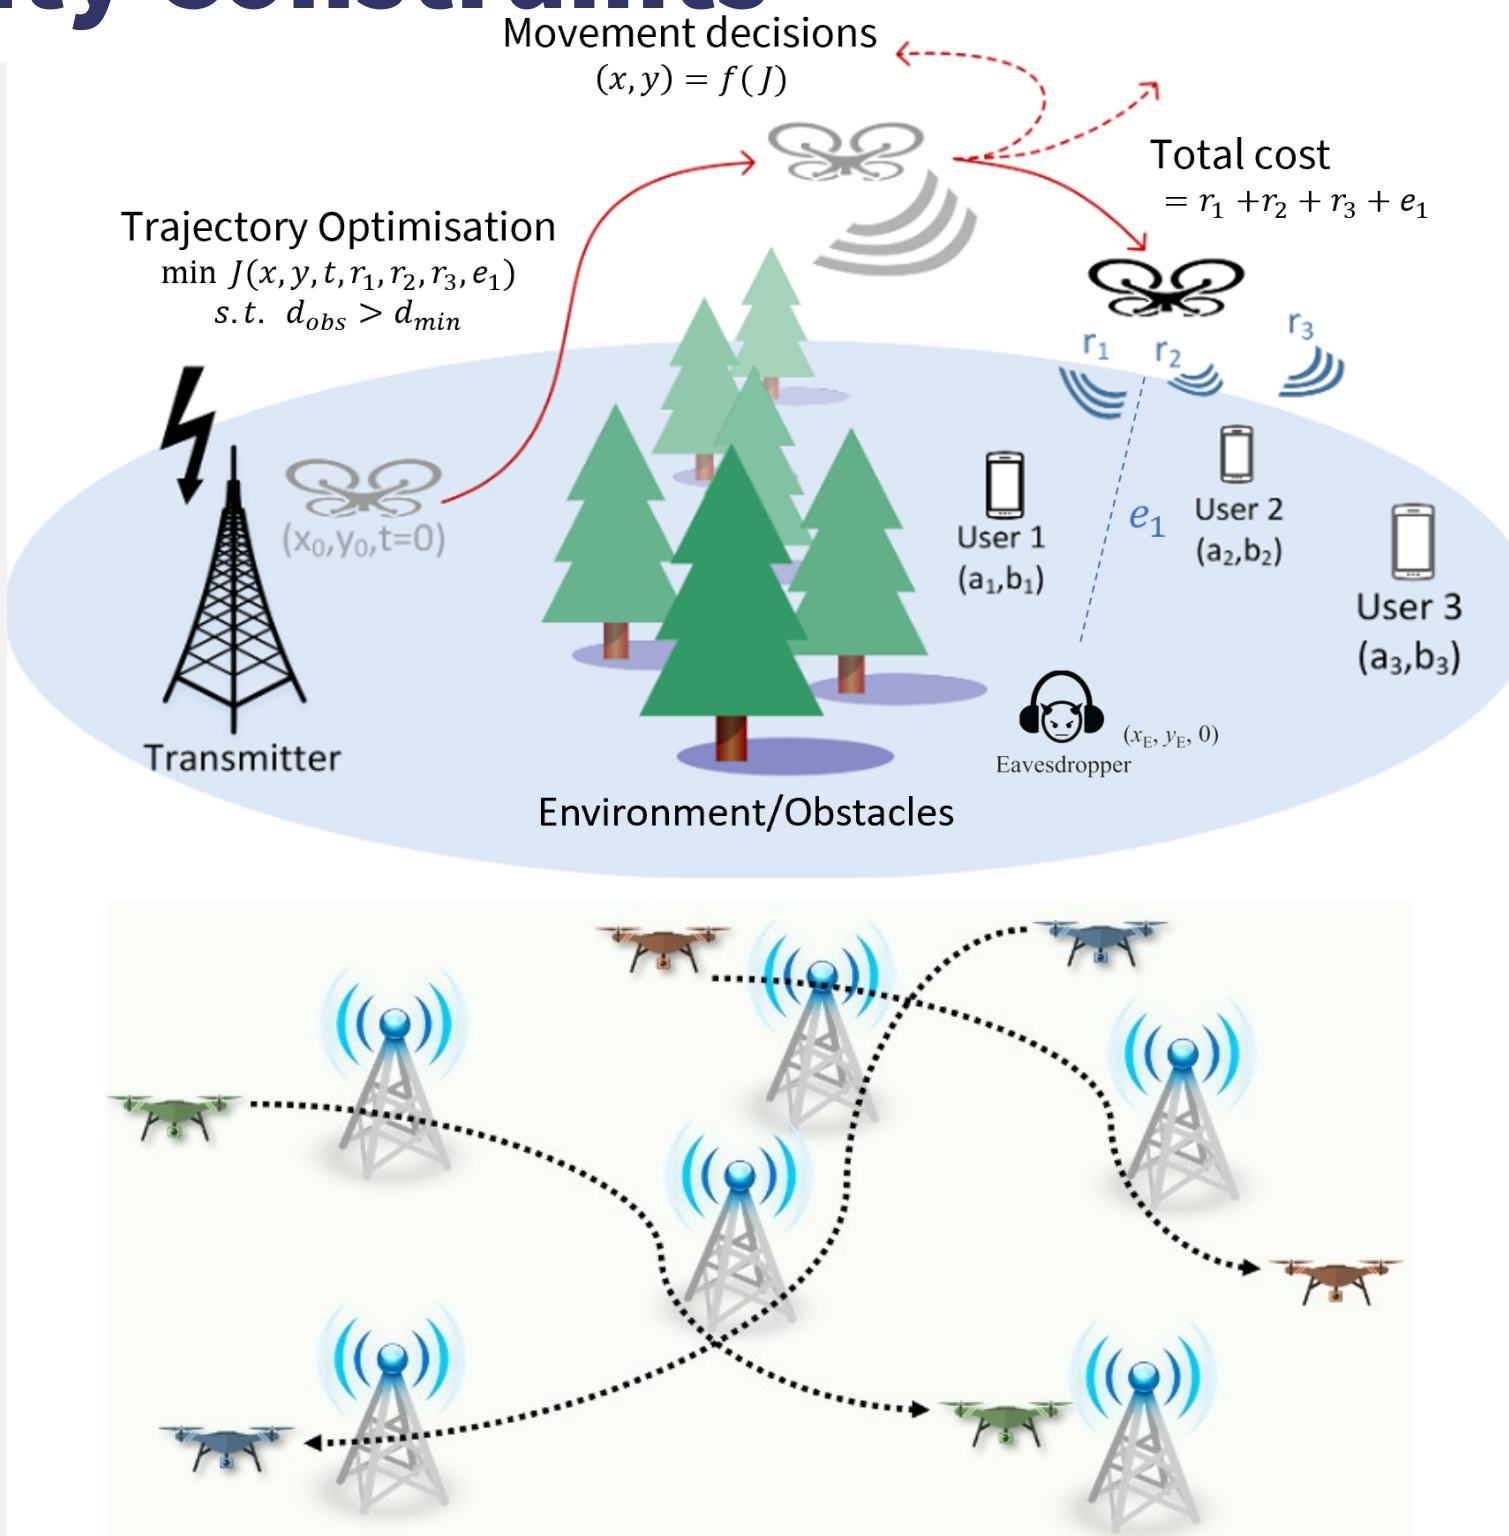 ity Constraints
Movement decisions
(x, y) = f(J)
Total cost
= r₁ +r₂ + r₃ + e₁
Trajectory Optimisation
min J(x, y, t, r₁, r₂, r₃, e₁)
s.t. d_obs > d_min
r₁
r₂
r₃
(x₀,y₀,t=0)
e₁
User 1
(a₁,b₁)
User 2
(a₂,b₂)
User 3
(a₃,b₃)
Transmitter
(x_E, y_E, 0)
Eavesdropper
Environment/Obstacles